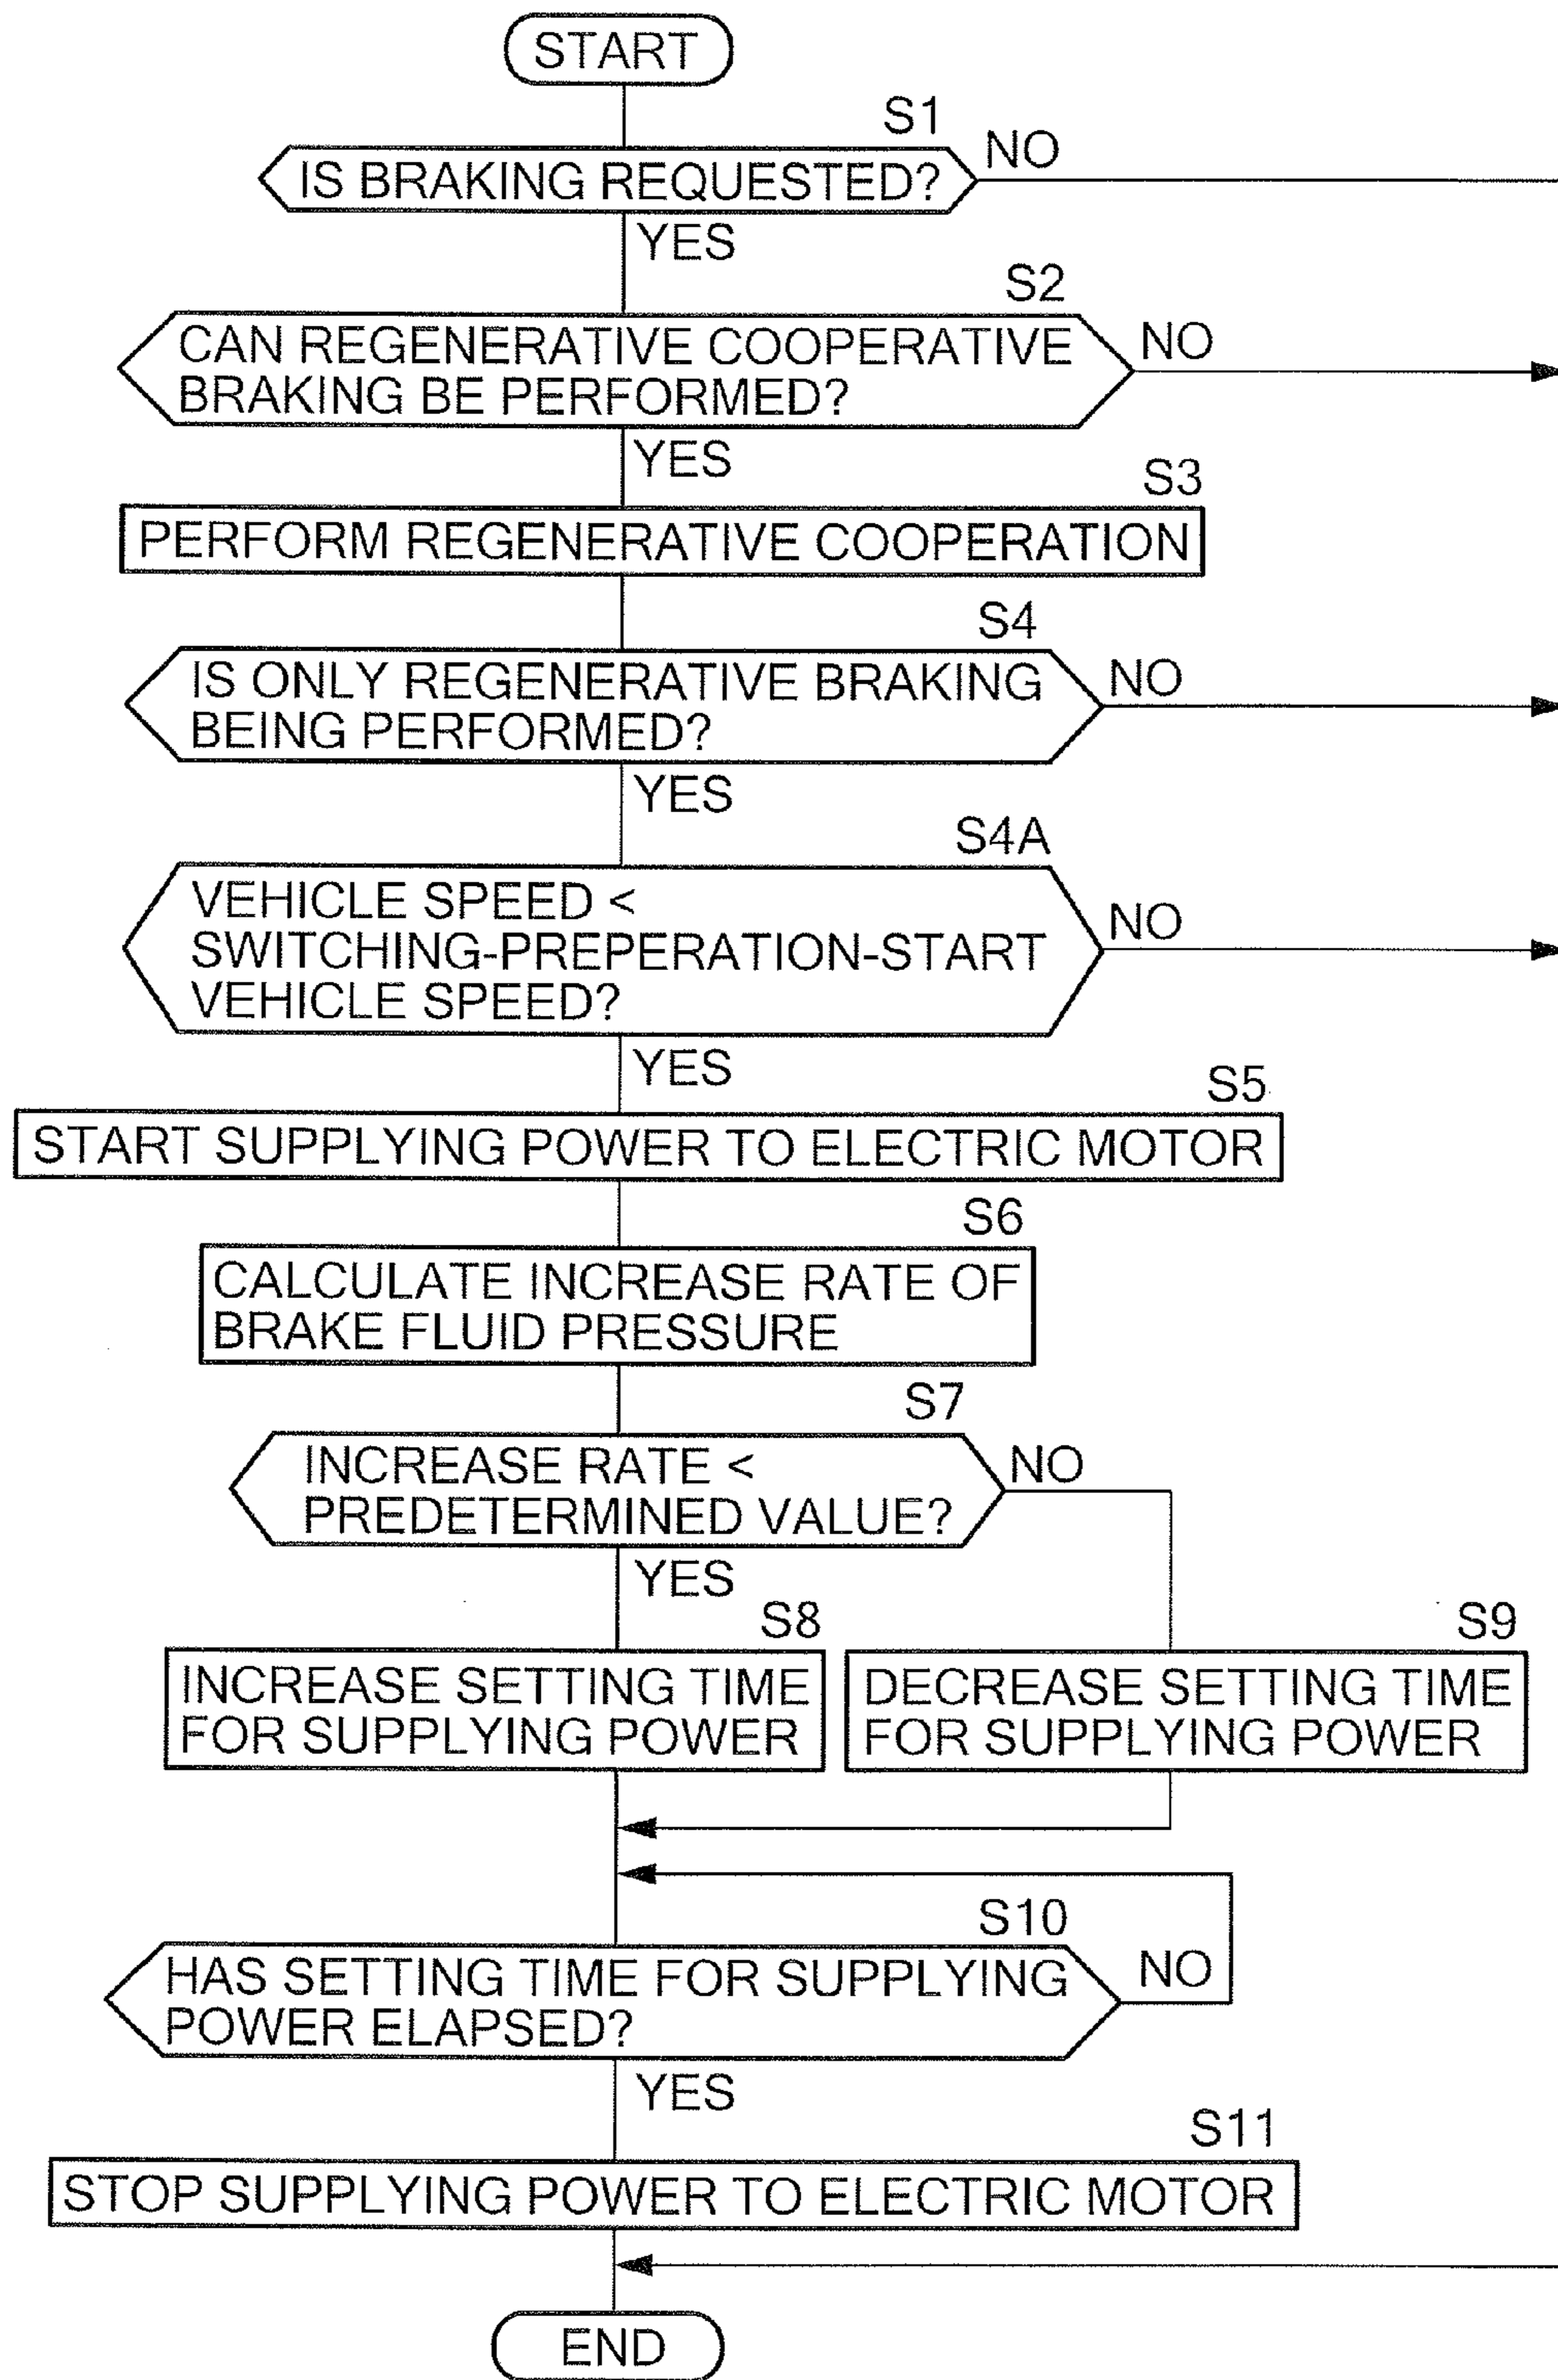 START
S1
IS BRAKING REQUESTED?
NO
YES
S2
CAN REGENERATIVE COOPERATIVE
BRAKING BE PERFORMED?
NO
YES
S3
PERFORM REGENERATIVE COOPERATION
S4
IS ONLY REGENERATIVE BRAKING
BEING PERFORMED?
NO
YES
S4A
VEHICLE SPEED <
SWITCHING-PREPERATION-START
VEHICLE SPEED?
NO
YES
S5
START SUPPLYING POWER TO ELECTRIC MOTOR
S6
CALCULATE INCREASE RATE OF
BRAKE FLUID PRESSURE
S7
INCREASE RATE <
PREDETERMINED VALUE?
NO
YES
S8
INCREASE SETTING TIME
FOR SUPPLYING POWER
S9
DECREASE SETTING TIME
FOR SUPPLYING POWER
S10
HAS SETTING TIME FOR SUPPLYING
POWER ELAPSED?
NO
YES
S11
STOP SUPPLYING POWER TO ELECTRIC MOTOR
END